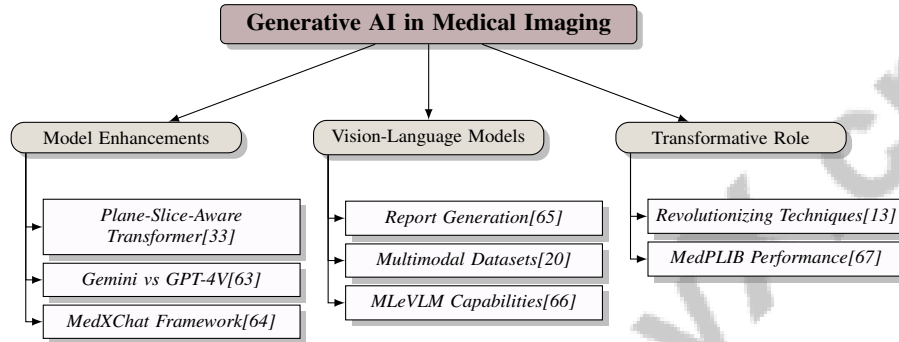 Generative AI in Medical Imaging
Model Enhancements
Vision-Language Models
Transformative Role
Plane-Slice-Aware
Transformer[33]
Gemini vs GPT-4V[63]
MedXChat Framework[64]
Report Generation[65]
Multimodal Datasets[20]
MLeVLM Capabilities[66]
Revolutionizing Techniques[13]
MedPLIB Performance[67]